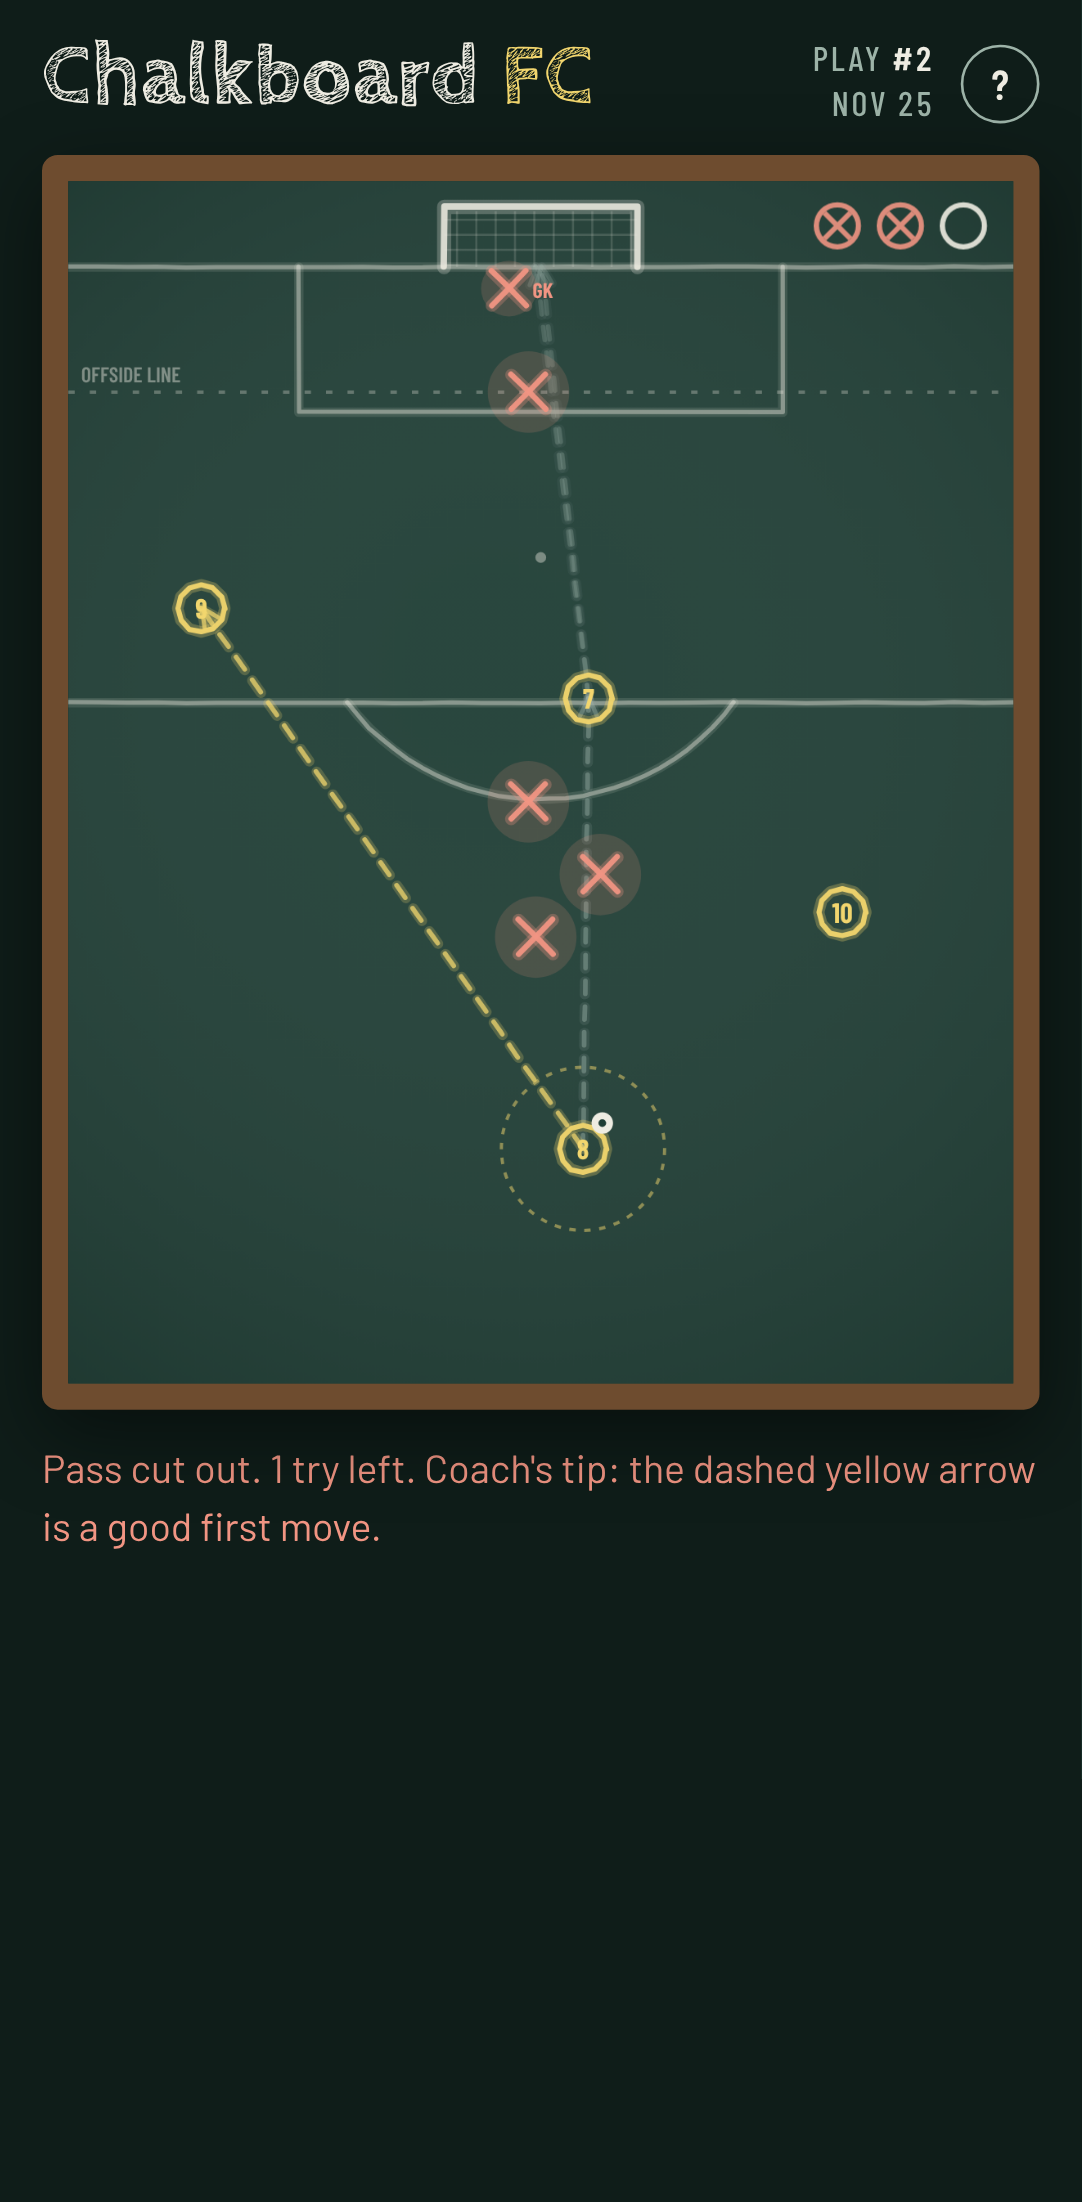 Chalkboard FC
PLAY #2
NOV 25
?
GK
OFFSIDE LINE
9
7
10
8
Pass cut out. 1 try left. Coach's tip: the dashed yellow arrow
is a good first move.